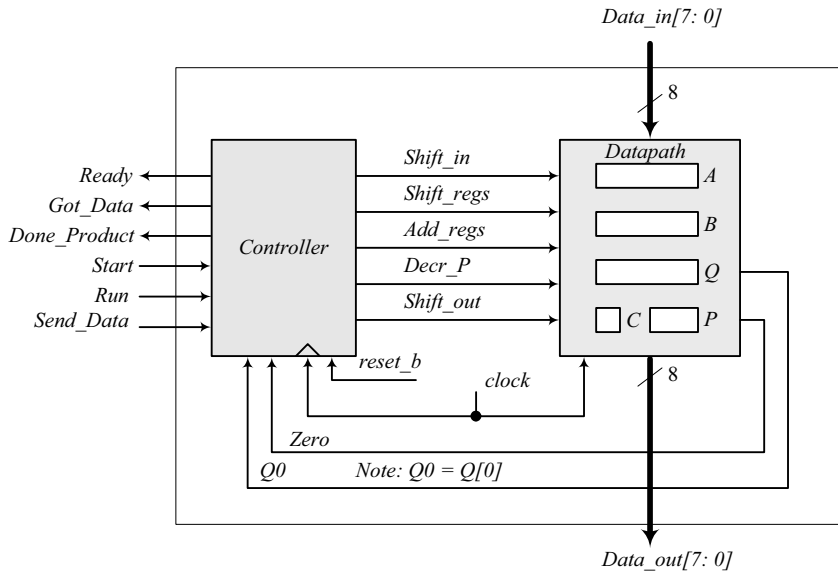 Data_in[7: 0]
8
Datapath
Shift_in
A
Ready
Shift_regs
Got_Data
B
Add_regs
Done_Product
Controller
Start
Decr_P
Q
Run
Shift_out
Send_Data
C
P
reset_b
clock
8
Zero
Q0
Note: Q0 = Q[0]
Data_out[7: 0]